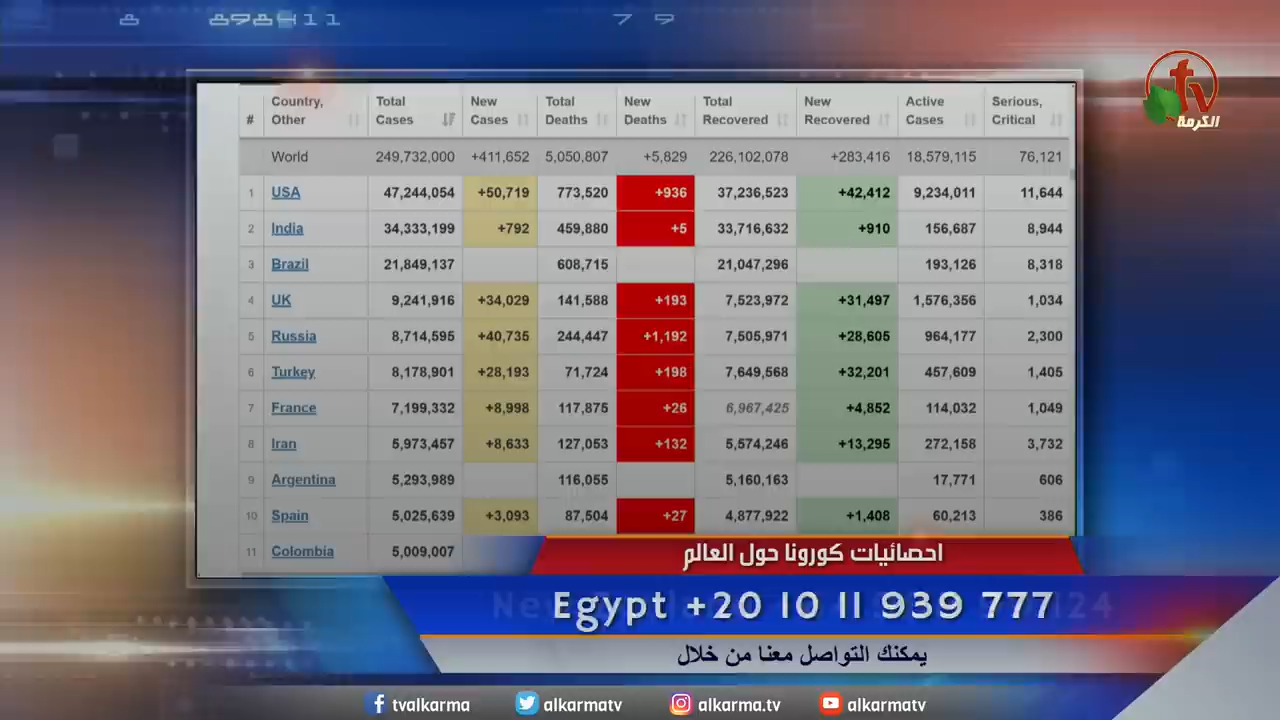 411
7 9
tv
الكرمة
# Country, Other Total Cases New Cases Total Deaths New Deaths Total Recovered New Recovered Active Cases Serious, Critical
World 249,732,000 +411,652 5,050,807 +5,829 226,102,078 +283,416 18,579,115 76,121
1 USA 47,244,054 +50,719 773,520 +936 37,236,523 +42,412 9,234,011 11,644
2 India 34,333,199 +792 459,880 +5 33,716,632 +910 156,687 8,944
3 Brazil 21,849,137 608,715 21,047,296 193,126 8,318
4 UK 9,241,916 +34,029 141,588 +193 7,523,972 +31,497 1,576,356 1,034
5 Russia 8,714,595 +40,735 244,447 +1,192 7,505,971 +28,605 964,177 2,300
6 Turkey 8,178,901 +28,193 71,724 +198 7,649,568 +32,201 457,609 1,405
7 France 7,199,332 +8,998 117,875 +26 6,967,425 +4,852 114,032 1,049
8 Iran 5,973,457 +8,633 127,053 +132 5,574,246 +13,295 272,158 3,732
9 Argentina 5,293,989 116,055 5,160,163 17,771 606
10 Spain 5,025,639 +3,093 87,504 +27 4,877,922 +1,408 60,213 386
11 Colombia 5,009,007
احصائيات كورونا حول العالم
Egypt +20 10 11 939 777
يمكنك التواصل معنا من خلال
tvalkarma alkarmatv alkarma.tv alkarmatv